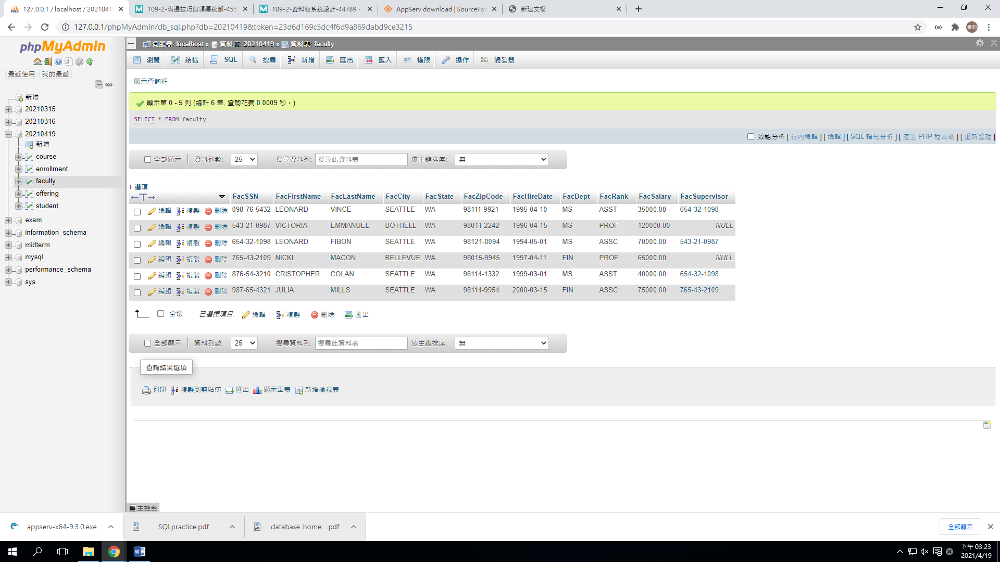 127.0.0.1 / localhost / 20210419
109-2-溝通技巧與領導統御-455
109-2-資料庫系統設計-44789 -
AppServ download | SourceFor
新建文檔
127.0.0.1/phpMyAdmin/db_sql.php?db=20210419&token=23d6d169c5dc4f6d9a869dabd9ce3215
稚鈞
phpMyAdmin
最近使用 我的最愛
新增
20210315
20210316
20210419
新增
course
enrollment
faculty
offering
student
exam
information_schema
midterm
mysql
performance_schema
sys
伺服器: localhost » 資料庫: 20210419 » 資料表: faculty
瀏覽 結構 SQL 搜尋 新增 匯出 匯入 權限 操作 觸發器
顯示查詢框
顯示第 0 - 5 列 (總計 6 筆, 查詢花費 0.0009 秒。)
SELECT * FROM faculty
效能分析 [ 行內編輯 ] [ 編輯 ] [ SQL 語句分析 ] [ 產生 PHP 程式碼 ] [ 重新整理 ]
全部顯示 資料列數: 25 搜尋資料列: 搜尋此資料表 依主鍵排序: 無
+ 選項
FacSSN FacFirstName FacLastName FacCity FacState FacZipCode FacHireDate FacDept FacRank FacSalary FacSupervisor
編輯 複製 刪除 098-76-5432 LEONARD VINCE SEATTLE WA 98111-9921 1995-04-10 MS ASST 35000.00 654-32-1098
編輯 複製 刪除 543-21-0987 VICTORIA EMMANUEL BOTHELL WA 98011-2242 1996-04-15 MS PROF 120000.00 NULL
編輯 複製 刪除 654-32-1098 LEONARD FIBON SEATTLE WA 98121-0094 1994-05-01 MS ASSC 70000.00 543-21-0987
編輯 複製 刪除 765-43-2109 NICKI MACON BELLEVUE WA 98015-9945 1997-04-11 FIN PROF 65000.00 NULL
編輯 複製 刪除 876-54-3210 CRISTOPHER COLAN SEATTLE WA 98114-1332 1999-03-01 MS ASST 40000.00 654-32-1098
編輯 複製 刪除 987-65-4321 JULIA MILLS SEATTLE WA 98114-9954 2000-03-15 FIN ASSC 75000.00 765-43-2109
全選 已選擇項目: 編輯 複製 刪除 匯出
全部顯示 資料列數: 25 搜尋資料列: 搜尋此資料表 依主鍵排序: 無
查詢結果選項
列印 複製到剪貼簿 匯出 顯示圖表 新增檢視表
主控台
appserv-x64-9.3.0.exe
SQLpractice.pdf
database_home....pdf
全部顯示
下午 03:23
2021/4/19